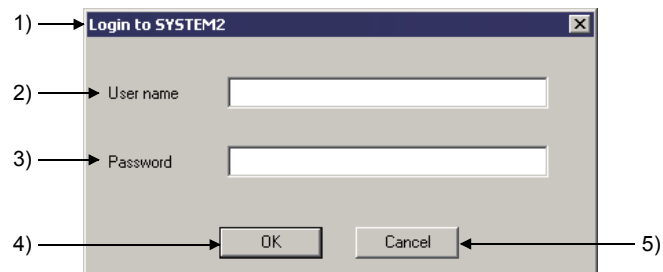 1) Login to SYSTEM2
2) User name
3) Password
4) OK Cancel 5)